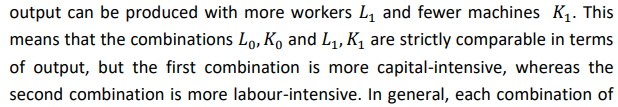 output can be produced with more workers L₁ and fewer machines K₁. This
means that the combinations L₀, K₀ and L₁, K₁ are strictly comparable in terms
of output, but the first combination is more capital-intensive, whereas the
second combination is more labour-intensive. In general, each combination of